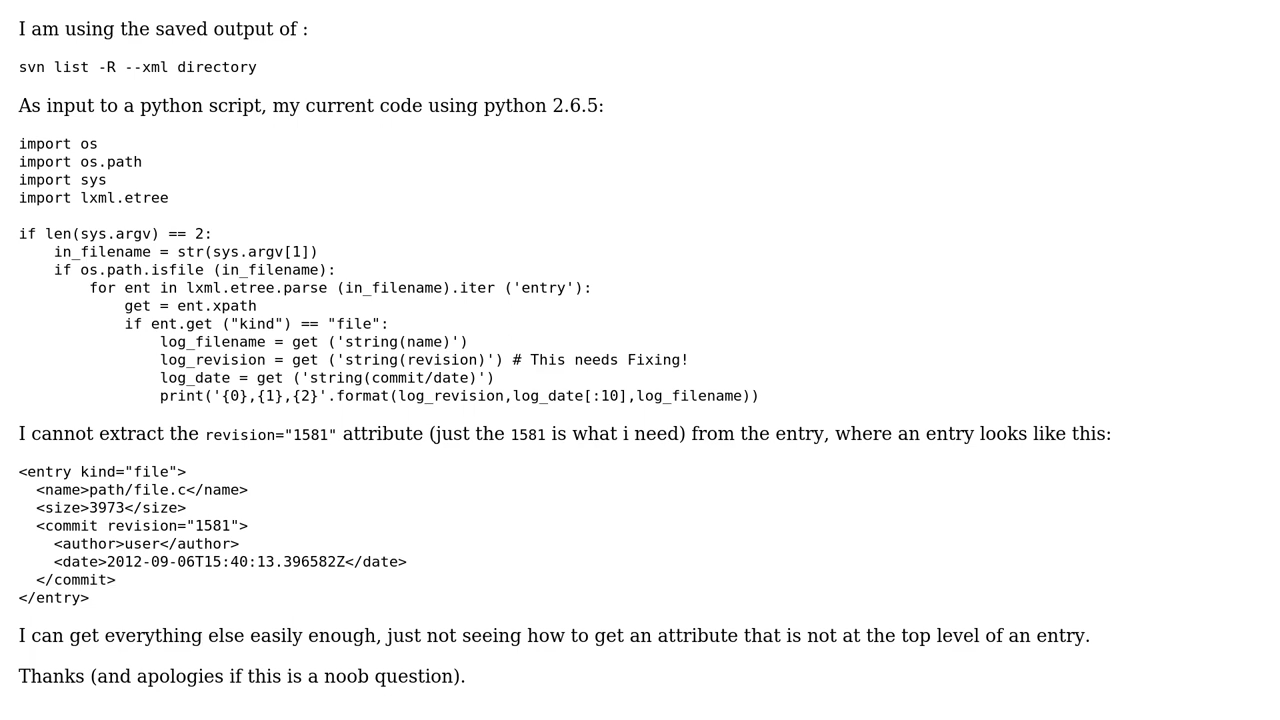 I am using the saved output of :
svn list -R --xml directory
As input to a python script, my current code using python 2.6.5:
import os
import os.path
import sys
import lxml.etree
if len(sys.argv) == 2:
    in_filename = str(sys.argv[1])
    if os.path.isfile (in_filename):
        for ent in lxml.etree.parse (in_filename).iter ('entry'):
            get = ent.xpath
            if ent.get ("kind") == "file":
                log_filename = get ('string(name)')
                log_revision = get ('string(revision)') # This needs Fixing!
                log_date = get ('string(commit/date)')
                print('{0},{1},{2}'.format(log_revision,log_date[:10],log_filename))
I cannot extract the revision="1581" attribute (just the 1581 is what i need) from the entry, where an entry looks like this:
<entry kind="file">
  <name>path/file.c</name>
  <size>3973</size>
  <commit revision="1581">
    <author>user</author>
    <date>2012-09-06T15:40:13.396582Z</date>
  </commit>
</entry>
I can get everything else easily enough, just not seeing how to get an attribute that is not at the top level of an entry.
Thanks (and apologies if this is a noob question).